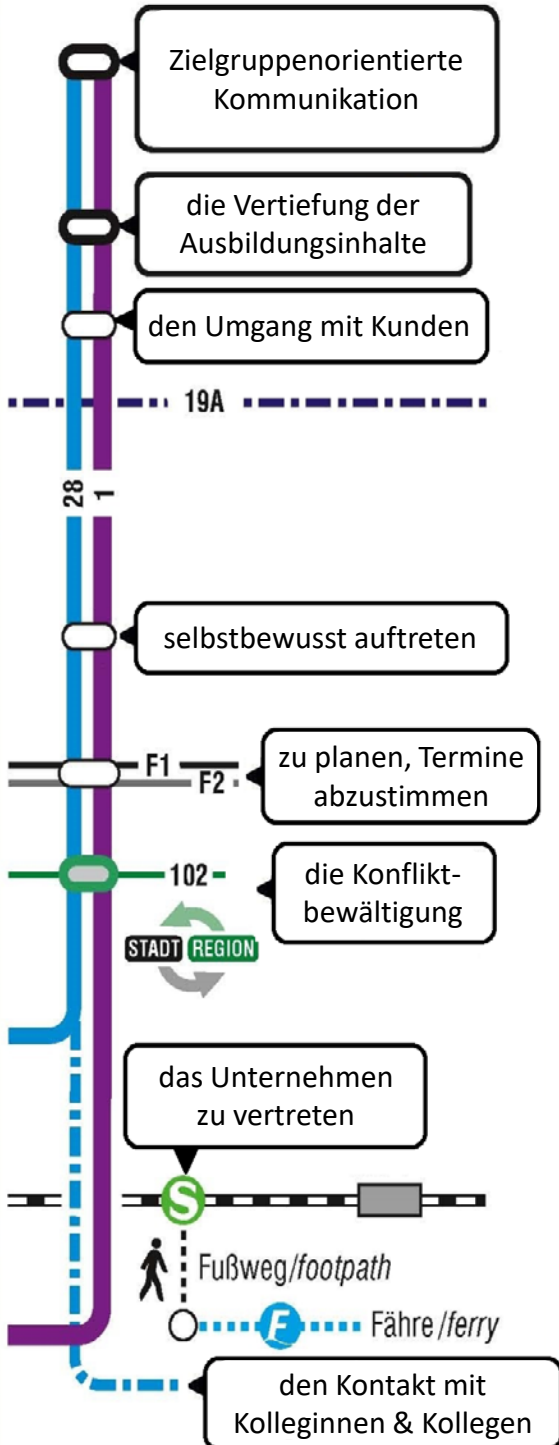 Zielgruppenorientierte
Kommunikation
die Vertiefung der
Ausbildungsinhalte
den Umgang mit Kunden
19A
28
1
selbstbewusst auftreten
F1
F2
zu planen, Termine
abzustimmen
102
die Konflikt-
bewältigung
STADT REGION
das Unternehmen
zu vertreten
S
Fußweg/footpath
F
Fähre/ferry
den Kontakt mit
Kolleginnen & Kollegen